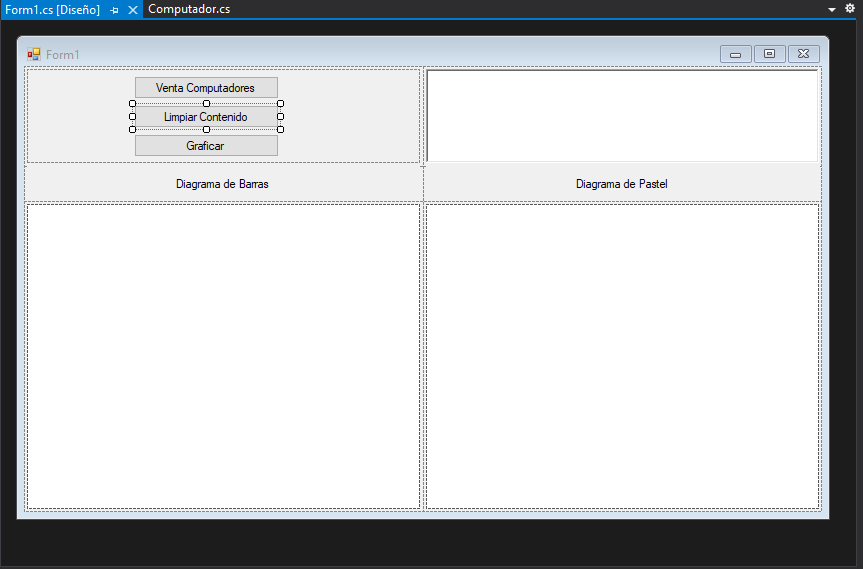 Form1.cs [Diseño]
Computador.cs
Form1
Venta Computadores
Limpiar Contenido
Graficar
Diagrama de Barras
Diagrama de Pastel